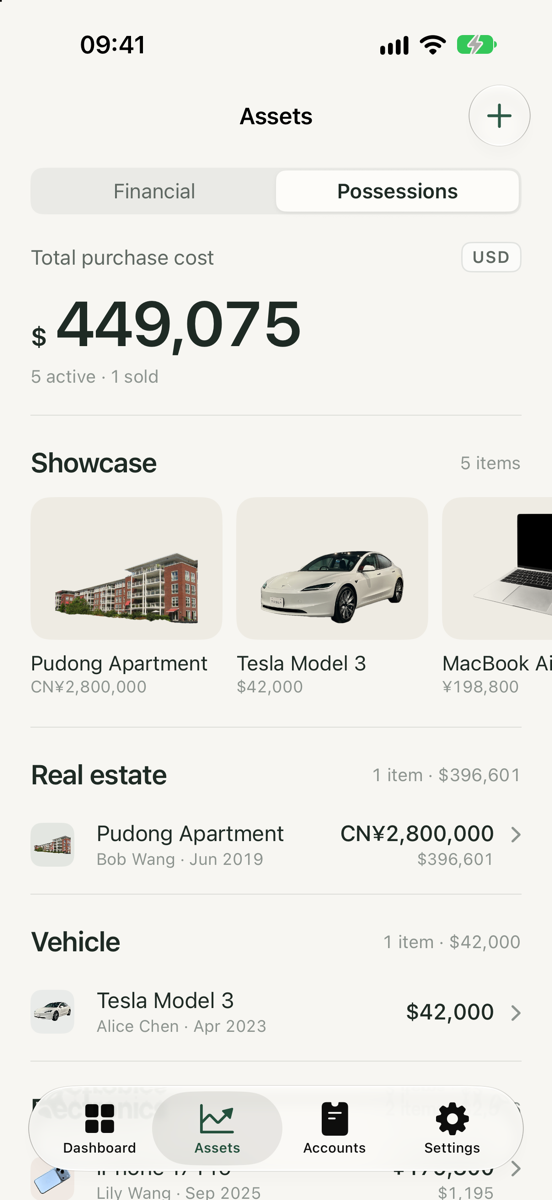 09:41
Assets
Financial
Possessions
Total purchase cost
USD
$ 449,075
5 active · 1 sold
Showcase
5 items
Pudong Apartment
CN¥2,800,000
Tesla Model 3
$42,000
MacBook Ai
¥198,800
Real estate
1 item · $396,601
Pudong Apartment
CN¥2,800,000
Bob Wang · Jun 2019
$396,601
Vehicle
1 item · $42,000
Tesla Model 3
$42,000
Alice Chen · Apr 2023
Dashboard
Assets
Accounts
Settings
Lily Wang · Sep 2025
$1,195